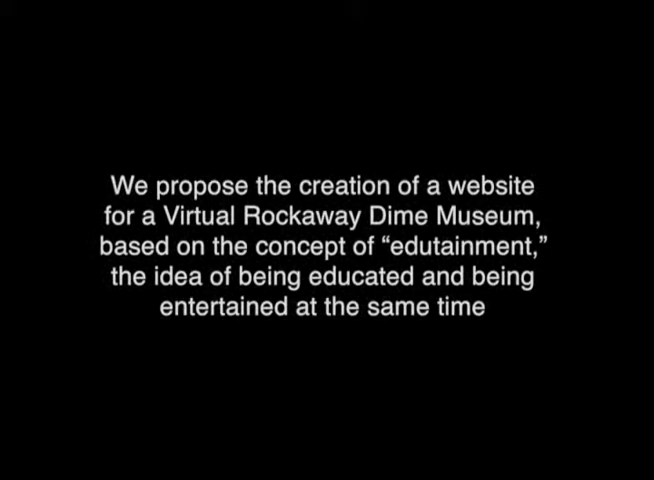 We propose the creation of a website
for a Virtual Rockaway Dime Museum,
based on the concept of “edutainment,”
the idea of being educated and being
entertained at the same time